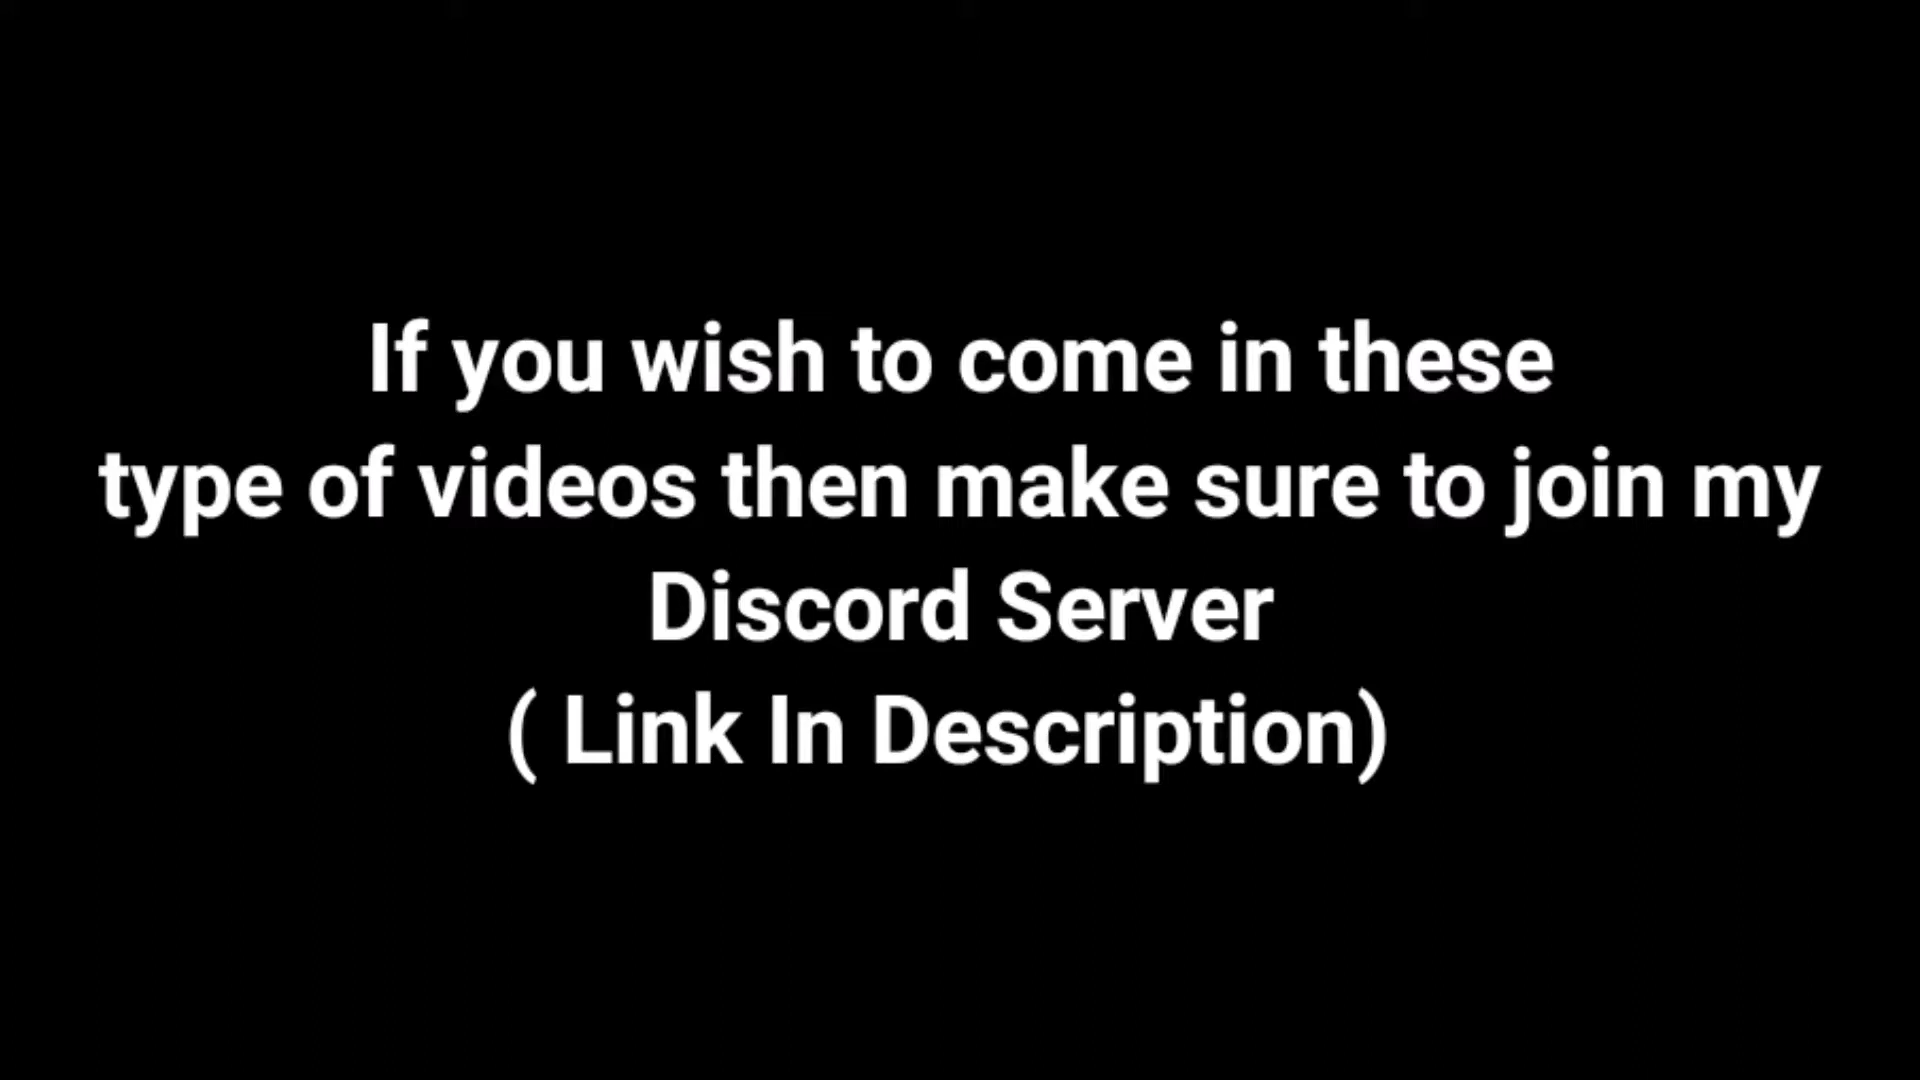 If you wish to come in these
type of videos then make sure to join my
Discord Server
( Link In Description)